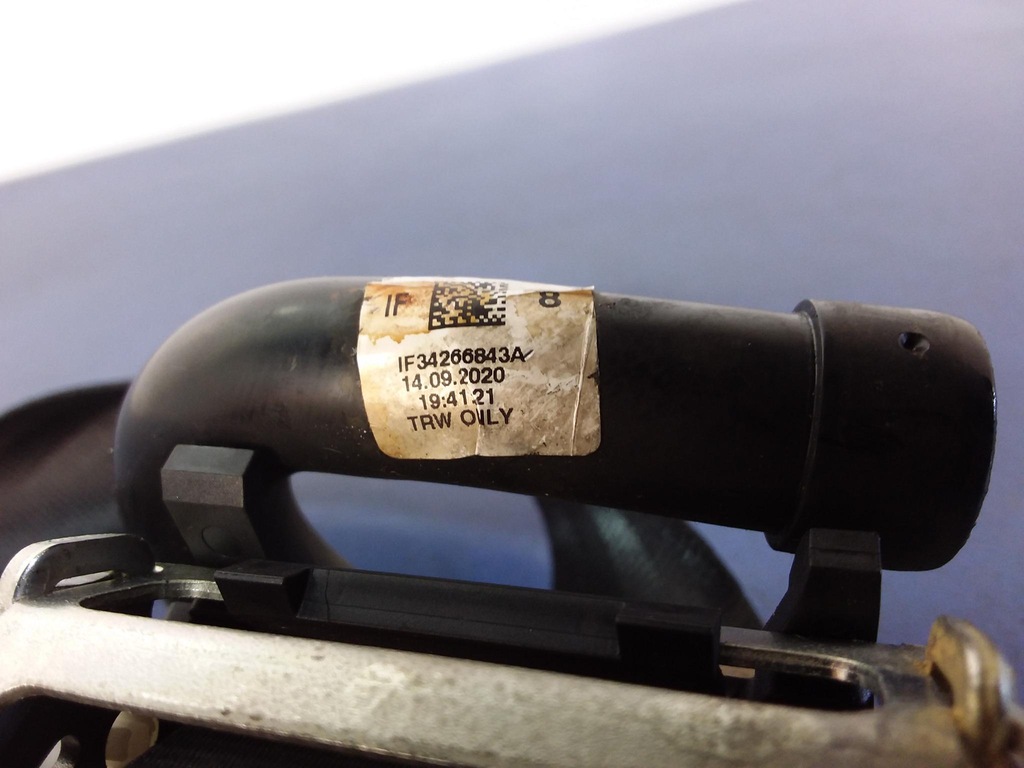 IF 8
IF34266843A
14.09.2020
19:41:21
TRW ONLY